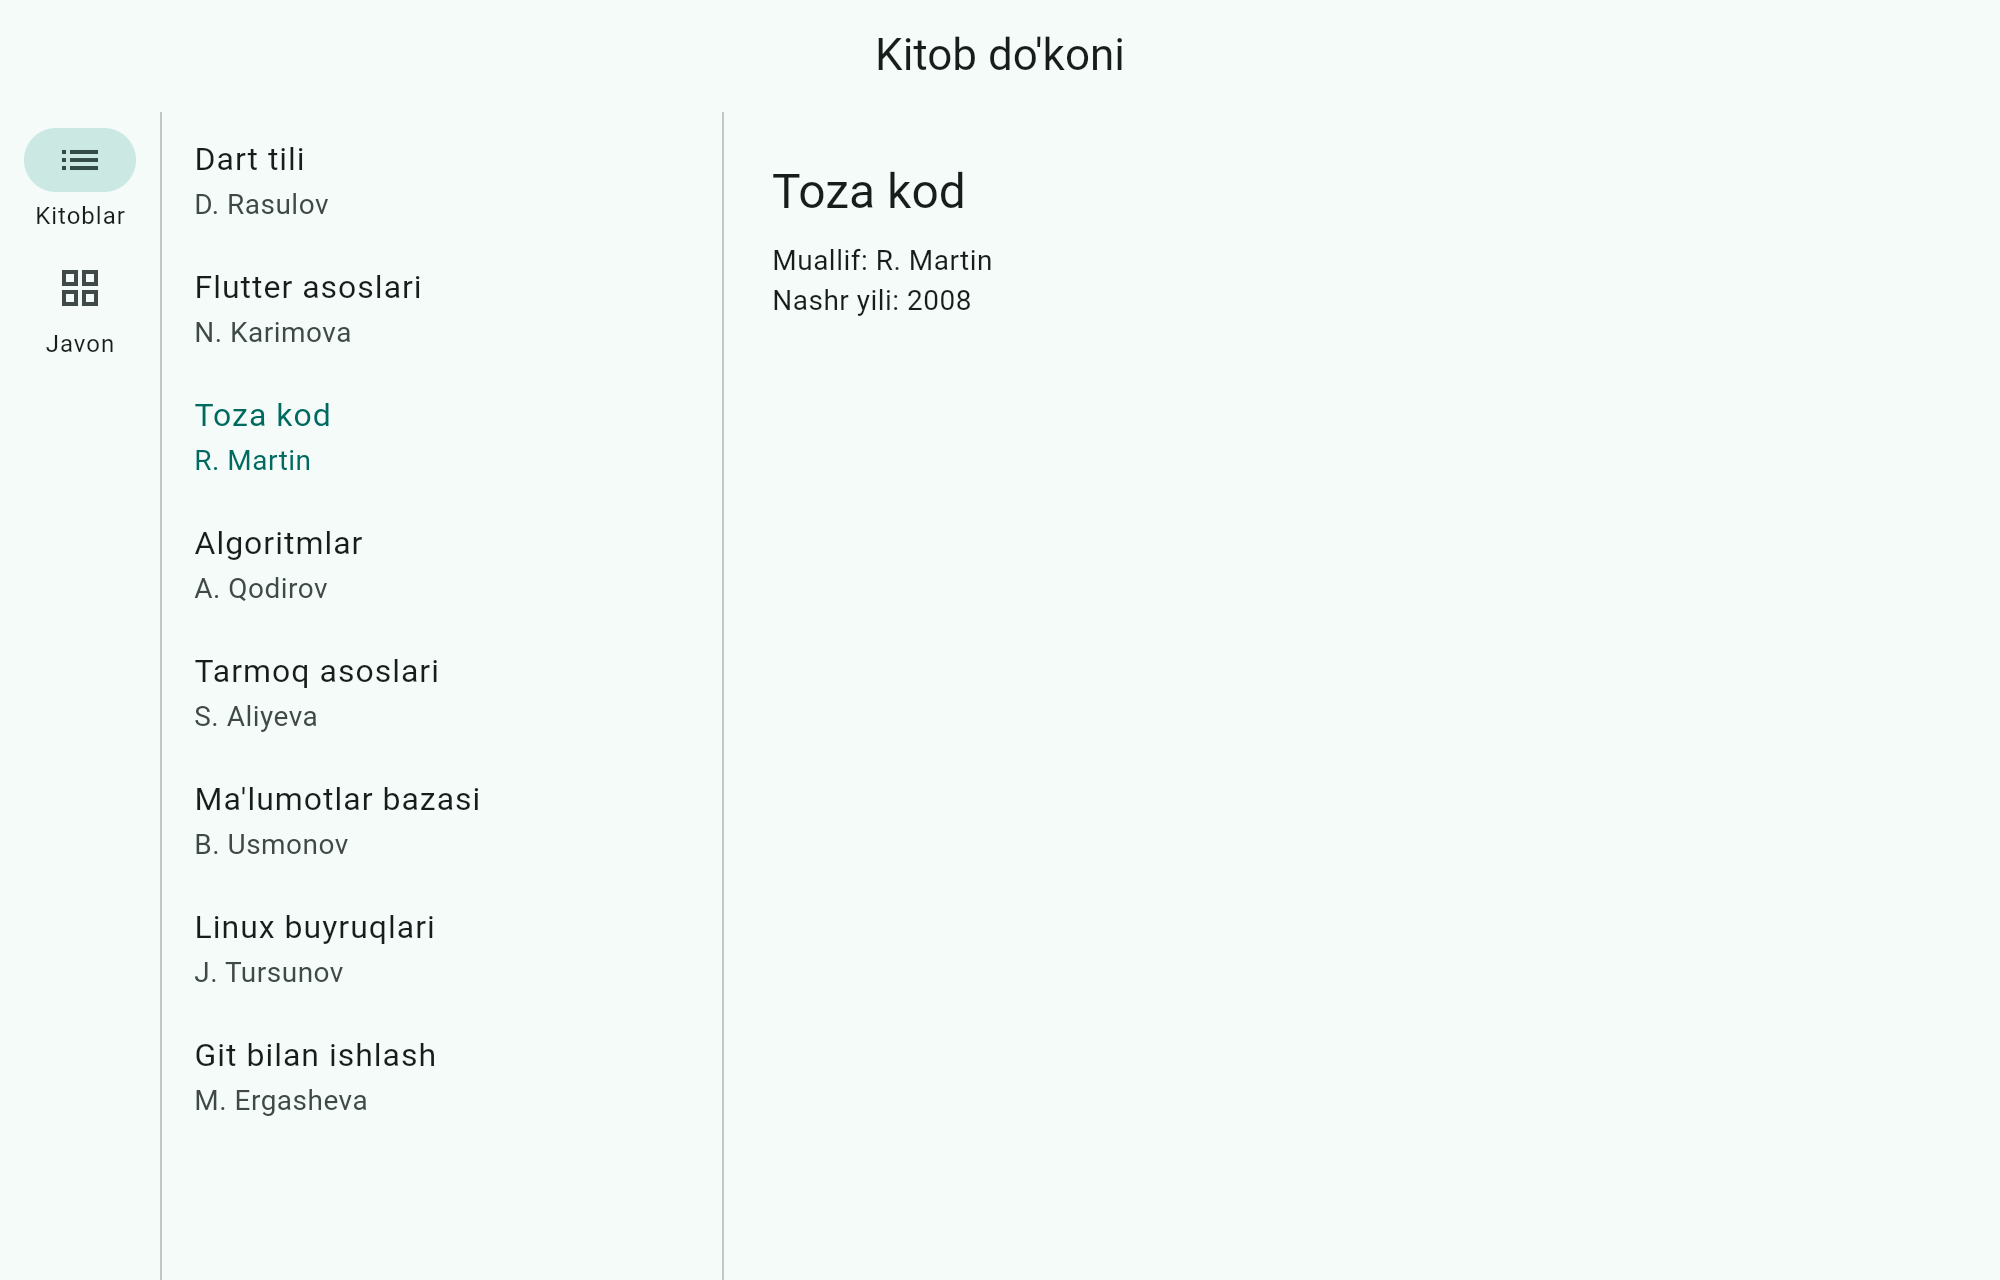 Kitob do'koni
Kitoblar
Javon
Dart tili
D. Rasulov
Flutter asoslari
N. Karimova
Toza kod
R. Martin
Algoritmlar
A. Qodirov
Tarmoq asoslari
S. Aliyeva
Ma'lumotlar bazasi
B. Usmonov
Linux buyruqlari
J. Tursunov
Git bilan ishlash
M. Ergasheva
Toza kod
Muallif: R. Martin
Nashr yili: 2008